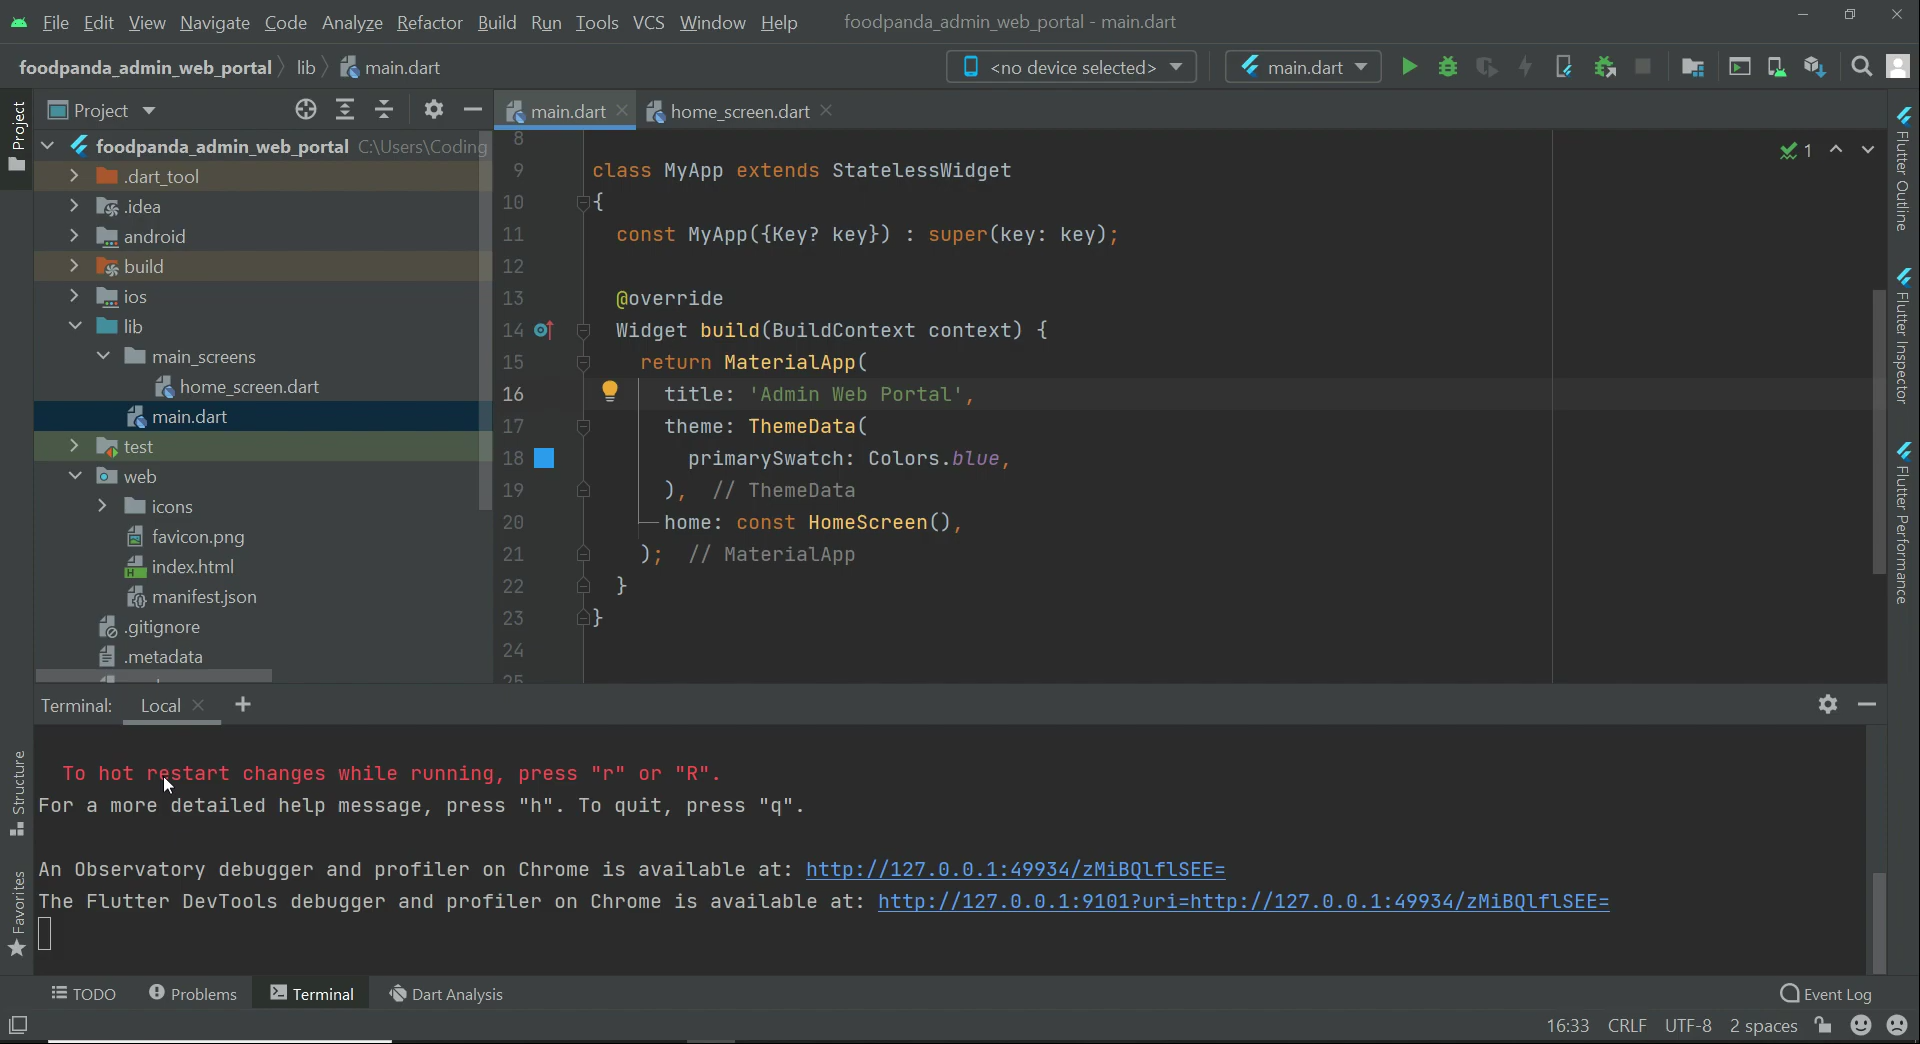 File Edit View Navigate Code Analyze Refactor Build Run Tools VCS Window Help foodpanda_admin_web_portal - main.dart
foodpanda_admin_web_portal lib main.dart <no device selected> main.dart
Project
Project
main.dart
home_screen.dart
foodpanda_admin_web_portal C:\Users\Coding
.dart_tool
.idea
android
build
ios
lib
main_screens
home_screen.dart
main.dart
test
web
icons
favicon.png
index.html
manifest.json
.gitignore
.metadata
8
9 class MyApp extends StatelessWidget
10 {
11 const MyApp({Key? key}) : super(key: key);
12
13 @override
14 Widget build(BuildContext context) {
15 return MaterialApp(
16 title: 'Admin Web Portal',
17 theme: ThemeData(
18 primarySwatch: Colors.blue,
19 ), // ThemeData
20 home: const HomeScreen(),
21 ); // MaterialApp
22 }
23 }
24
25
1
Flutter Outline
Flutter Inspector
Flutter Performance
Terminal: Local
To hot restart changes while running, press "r" or "R".
For a more detailed help message, press "h". To quit, press "q".
An Observatory debugger and profiler on Chrome is available at: http://127.0.0.1:49934/zMiBQlflSEE=
The Flutter DevTools debugger and profiler on Chrome is available at: http://127.0.0.1:9101?uri=http://127.0.0.1:49934/zMiBQlflSEE=
Structure
Favorites
TODO Problems Terminal Dart Analysis Event Log
16:33 CRLF UTF-8 2 spaces